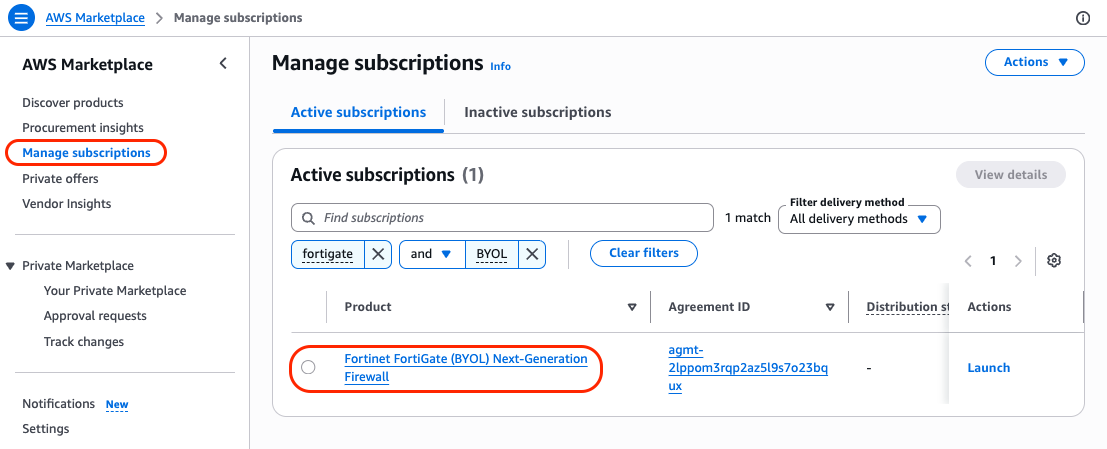 AWS Marketplace > Manage subscriptions
AWS Marketplace
Discover products
Procurement insights
Manage subscriptions
Private offers
Vendor Insights
Private Marketplace
Your Private Marketplace
Approval requests
Track changes
Notifications New
Settings
Manage subscriptions Info
Actions
Active subscriptions Inactive subscriptions
Active subscriptions (1)
View details
Find subscriptions
1 match
Filter delivery method
All delivery methods
fortigate and BYOL Clear filters
1
Product Agreement ID Distribution st Actions
Fortinet FortiGate (BYOL) Next-Generation
Firewall
agmt-
2lppom3rqp2az5l9s7o23bq
ux
-
Launch